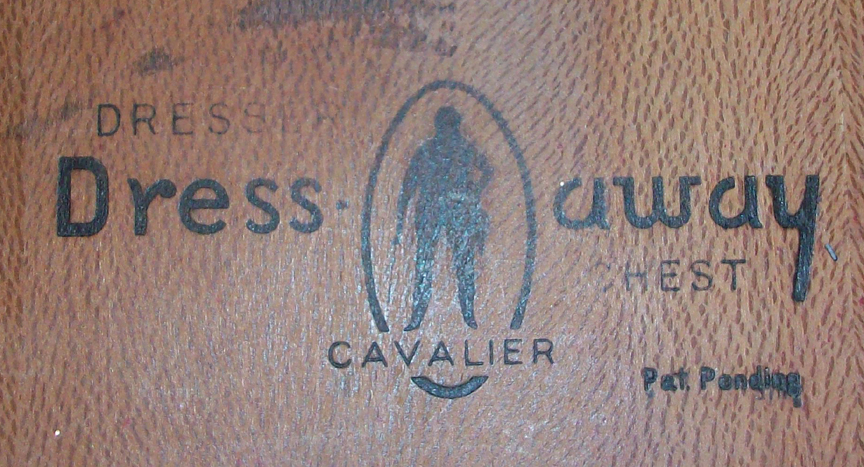 DRESSER
Dress-away
CHEST
CAVALIER
Pat. Pending